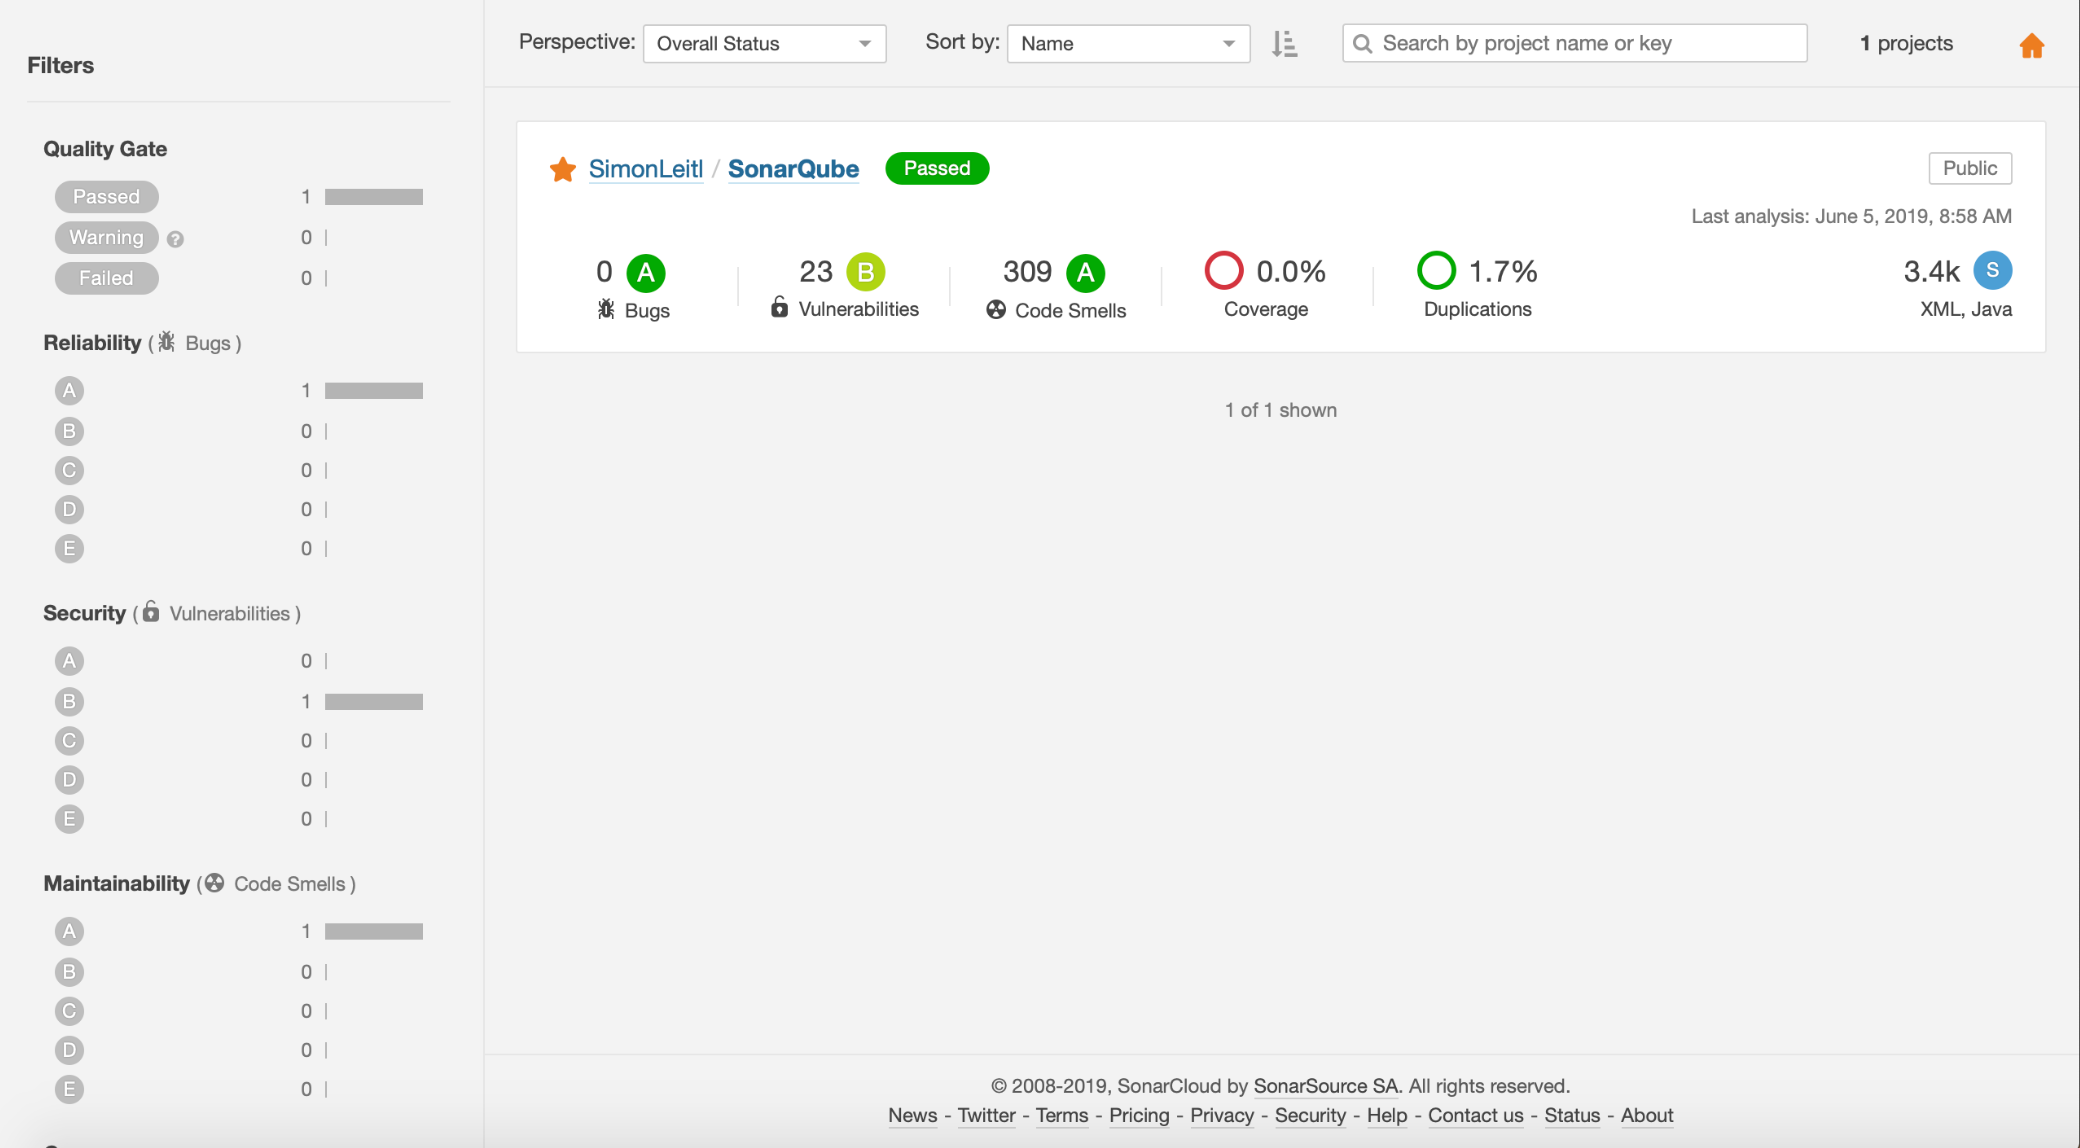 Filters
Quality Gate
Passed 1
Warning ? 0
Failed 0
Reliability ( Bugs )
A 1
B 0
C 0
D 0
E 0
Security ( Vulnerabilities )
A 0
B 1
C 0
D 0
E 0
Maintainability ( Code Smells )
A 1
B 0
C 0
D 0
E 0
Perspective: Overall Status Sort by: Name Search by project name or key 1 projects
SimonLeitl / SonarQube Passed Public
Last analysis: June 5, 2019, 8:58 AM
0 A 23 B 309 A 0.0% 1.7% 3.4k S
Bugs Vulnerabilities Code Smells Coverage Duplications XML, Java
1 of 1 shown
© 2008-2019, SonarCloud by SonarSource SA. All rights reserved.
News - Twitter - Terms - Pricing - Privacy - Security - Help - Contact us - Status - About